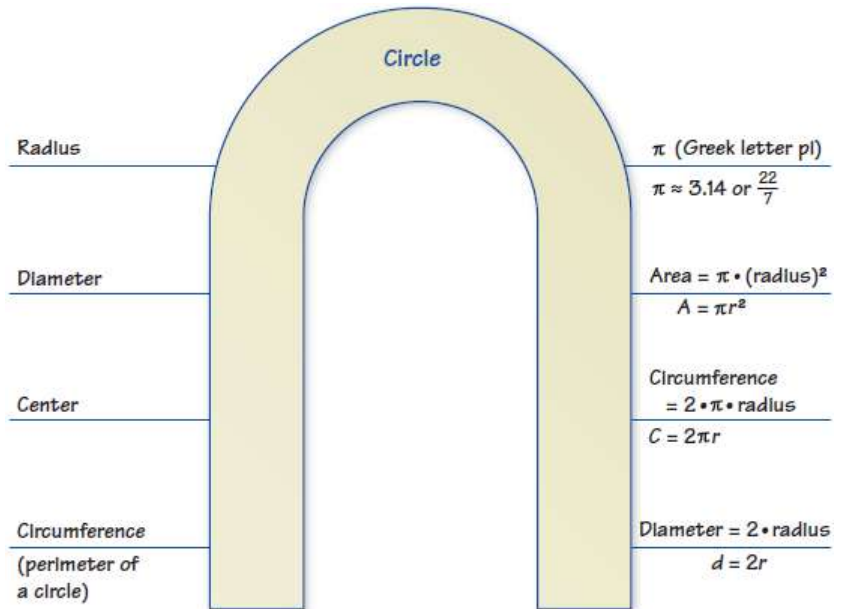 Circle
Radius
Diameter
Center
Circumference
(perimeter of
a circle)
π (Greek letter pi)
π ≈ 3.14 or 22/7
Area = π • (radius)²
A = πr²
Circumference
= 2 • π • radius
C = 2πr
Diameter = 2 • radius
d = 2r